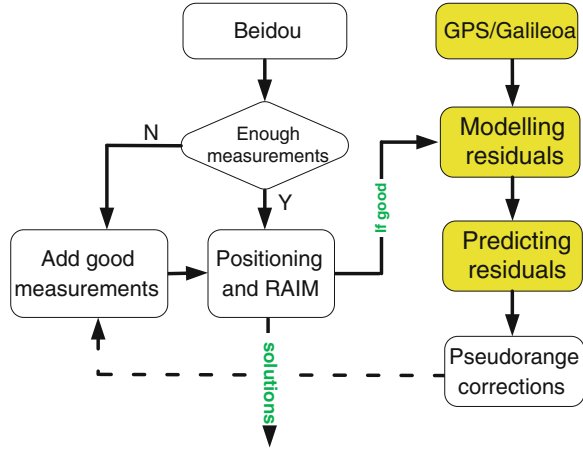 Beidou
GPS/Galileoa
N
Enough
measurements
Y
If good
Modelling
residuals
Add good
measurements
Positioning
and RAIM
Predicting
residuals
solutions
Pseudorange
corrections